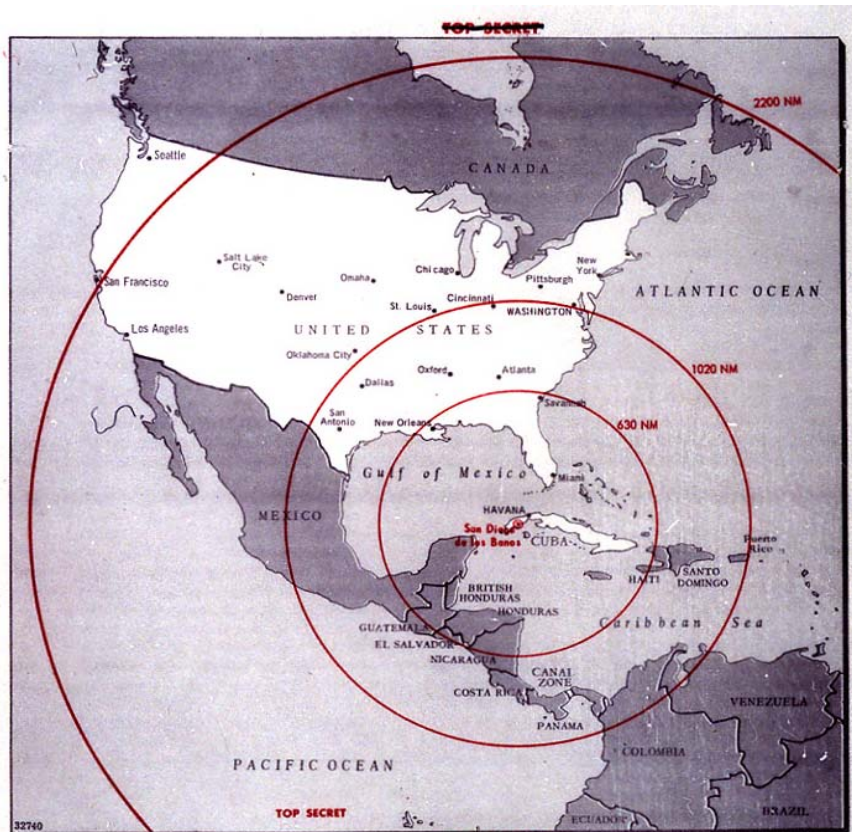 TOP SECRET
2200 NM
Seattle
CANADA
Salt Lake
City
San Francisco
Denver
Omaha
Chicago
Pittsburgh
New
York
ATLANTIC OCEAN
St. Louis
Cincinnati
WASHINGTON
Los Angeles
UNITED STATES
Oklahoma City
Oxford
Atlanta
1020 NM
Dallas
Savannah
San
Antonio
New Orleans
630 NM
Gulf of Mexico
Miami
MEXICO
HAVANA
San Diego
de los Banos
CUBA
Puerto
Rico
HAITI
SANTO
DOMINGO
BRITISH
HONDURAS
HONDURAS
GUATEMALA
EL SALVADOR
Caribbean Sea
NICARAGUA
CANAL
ZONE
COSTA RICA
VENEZUELA
PANAMA
COLOMBIA
PACIFIC OCEAN
TOP SECRET
ECUADOR
BRAZIL
32740